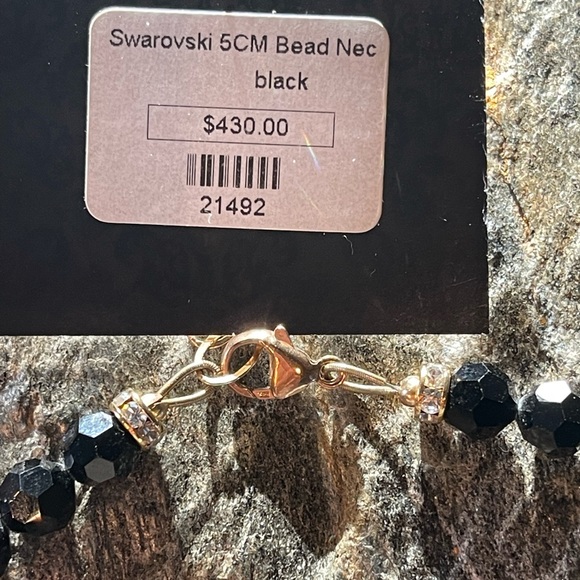 Swarovski 5CM Bead Nec
black
$430.00
21492